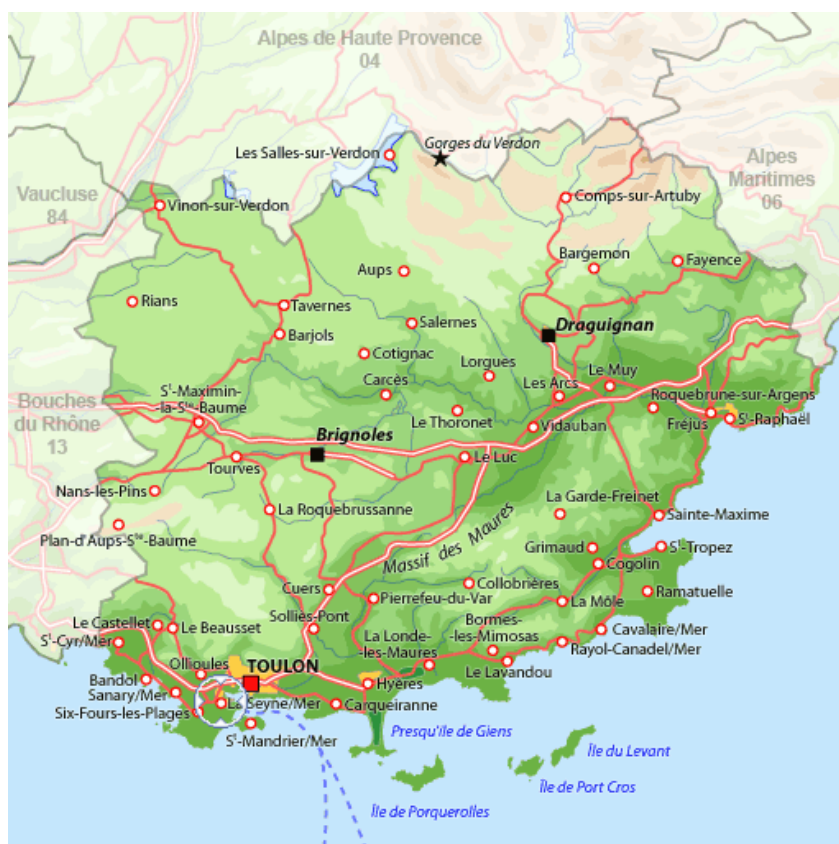 Alpes de Haute Provence
04
Gorges du Verdon
Les Salles-sur-Verdon
Alpes
Maritimes
06
Vaucluse
84
Vinon-sur-Verdon
Comps-sur-Artuby
Bargemon
Fayence
Aups
Rians
Tavernes
Salernes
Draguignan
Barjols
Cotignac
Lorgues
Carcès
Les Arcs
Le Muy
Roquebrune-sur-Argens
Bouches
du Rhône
13
St-Maximin-
la-Ste-Baume
Le Thoronet
Vidauban
Fréjus
St-Raphaël
Brignoles
Tourves
Le Luc
Nans-les-Pins
La Roquebrussanne
La Garde-Freinet
Sainte-Maxime
Plan-d'Aups-Ste-Baume
Massif des Maures
Grimaud
St-Tropez
Cogolin
Cuers
Collobrières
Ramatuelle
Pierrefeu-du-Var
La Môle
Solliès-Pont
Bormes-
les-Mimosas
Le Castellet
Le Beausset
Cavalaire/Mer
St-Cyr/Mer
La Londe-
les-Maures
Rayol-Canadel/Mer
Ollioules
TOULON
Le Lavandou
Bandol
Hyères
Sanary/Mer
La Seyne/Mer
Carqueiranne
Six-Fours-les-Plages
Presqu'île de Giens
St-Mandrier/Mer
Île du Levant
Île de Port Cros
Île de Porquerolles